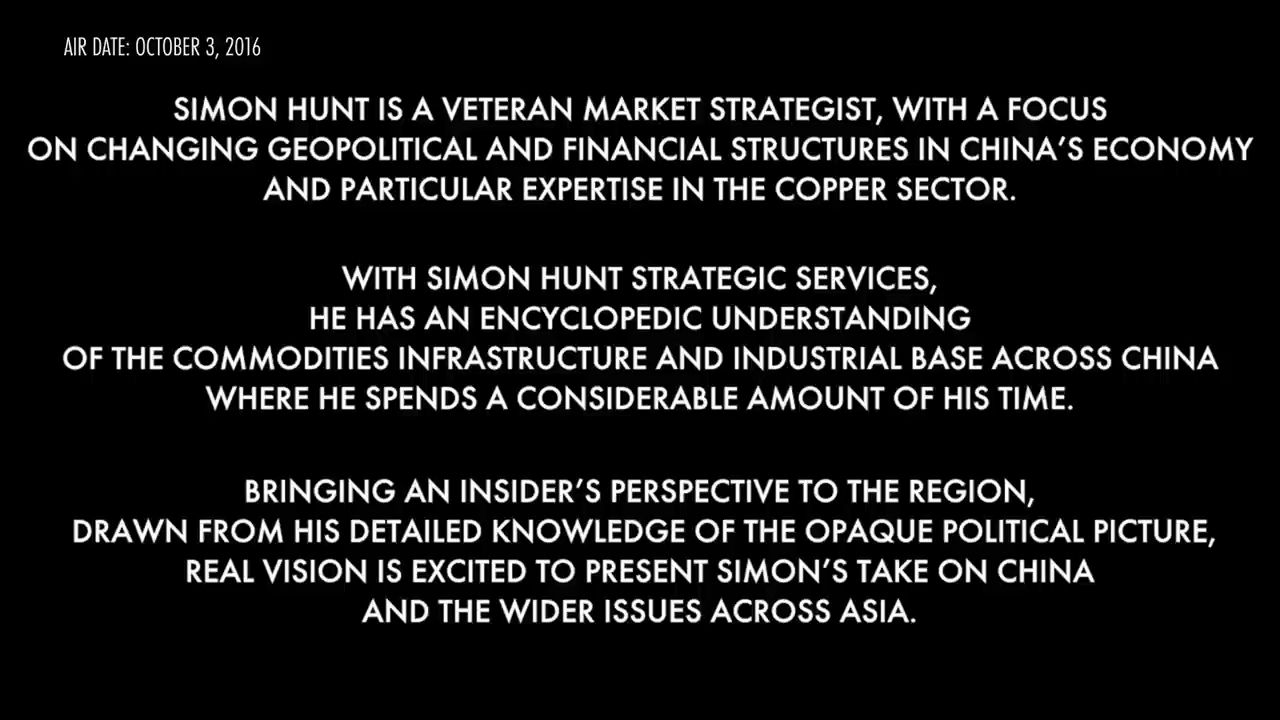 AIR DATE: OCTOBER 3, 2016
SIMON HUNT IS A VETERAN MARKET STRATEGIST, WITH A FOCUS
ON CHANGING GEOPOLITICAL AND FINANCIAL STRUCTURES IN CHINA'S ECONOMY
AND PARTICULAR EXPERTISE IN THE COPPER SECTOR.
WITH SIMON HUNT STRATEGIC SERVICES,
HE HAS AN ENCYCLOPEDIC UNDERSTANDING
OF THE COMMODITIES INFRASTRUCTURE AND INDUSTRIAL BASE ACROSS CHINA
WHERE HE SPENDS A CONSIDERABLE AMOUNT OF HIS TIME.
BRINGING AN INSIDER'S PERSPECTIVE TO THE REGION,
DRAWN FROM HIS DETAILED KNOWLEDGE OF THE OPAQUE POLITICAL PICTURE,
REAL VISION IS EXCITED TO PRESENT SIMON'S TAKE ON CHINA
AND THE WIDER ISSUES ACROSS ASIA.